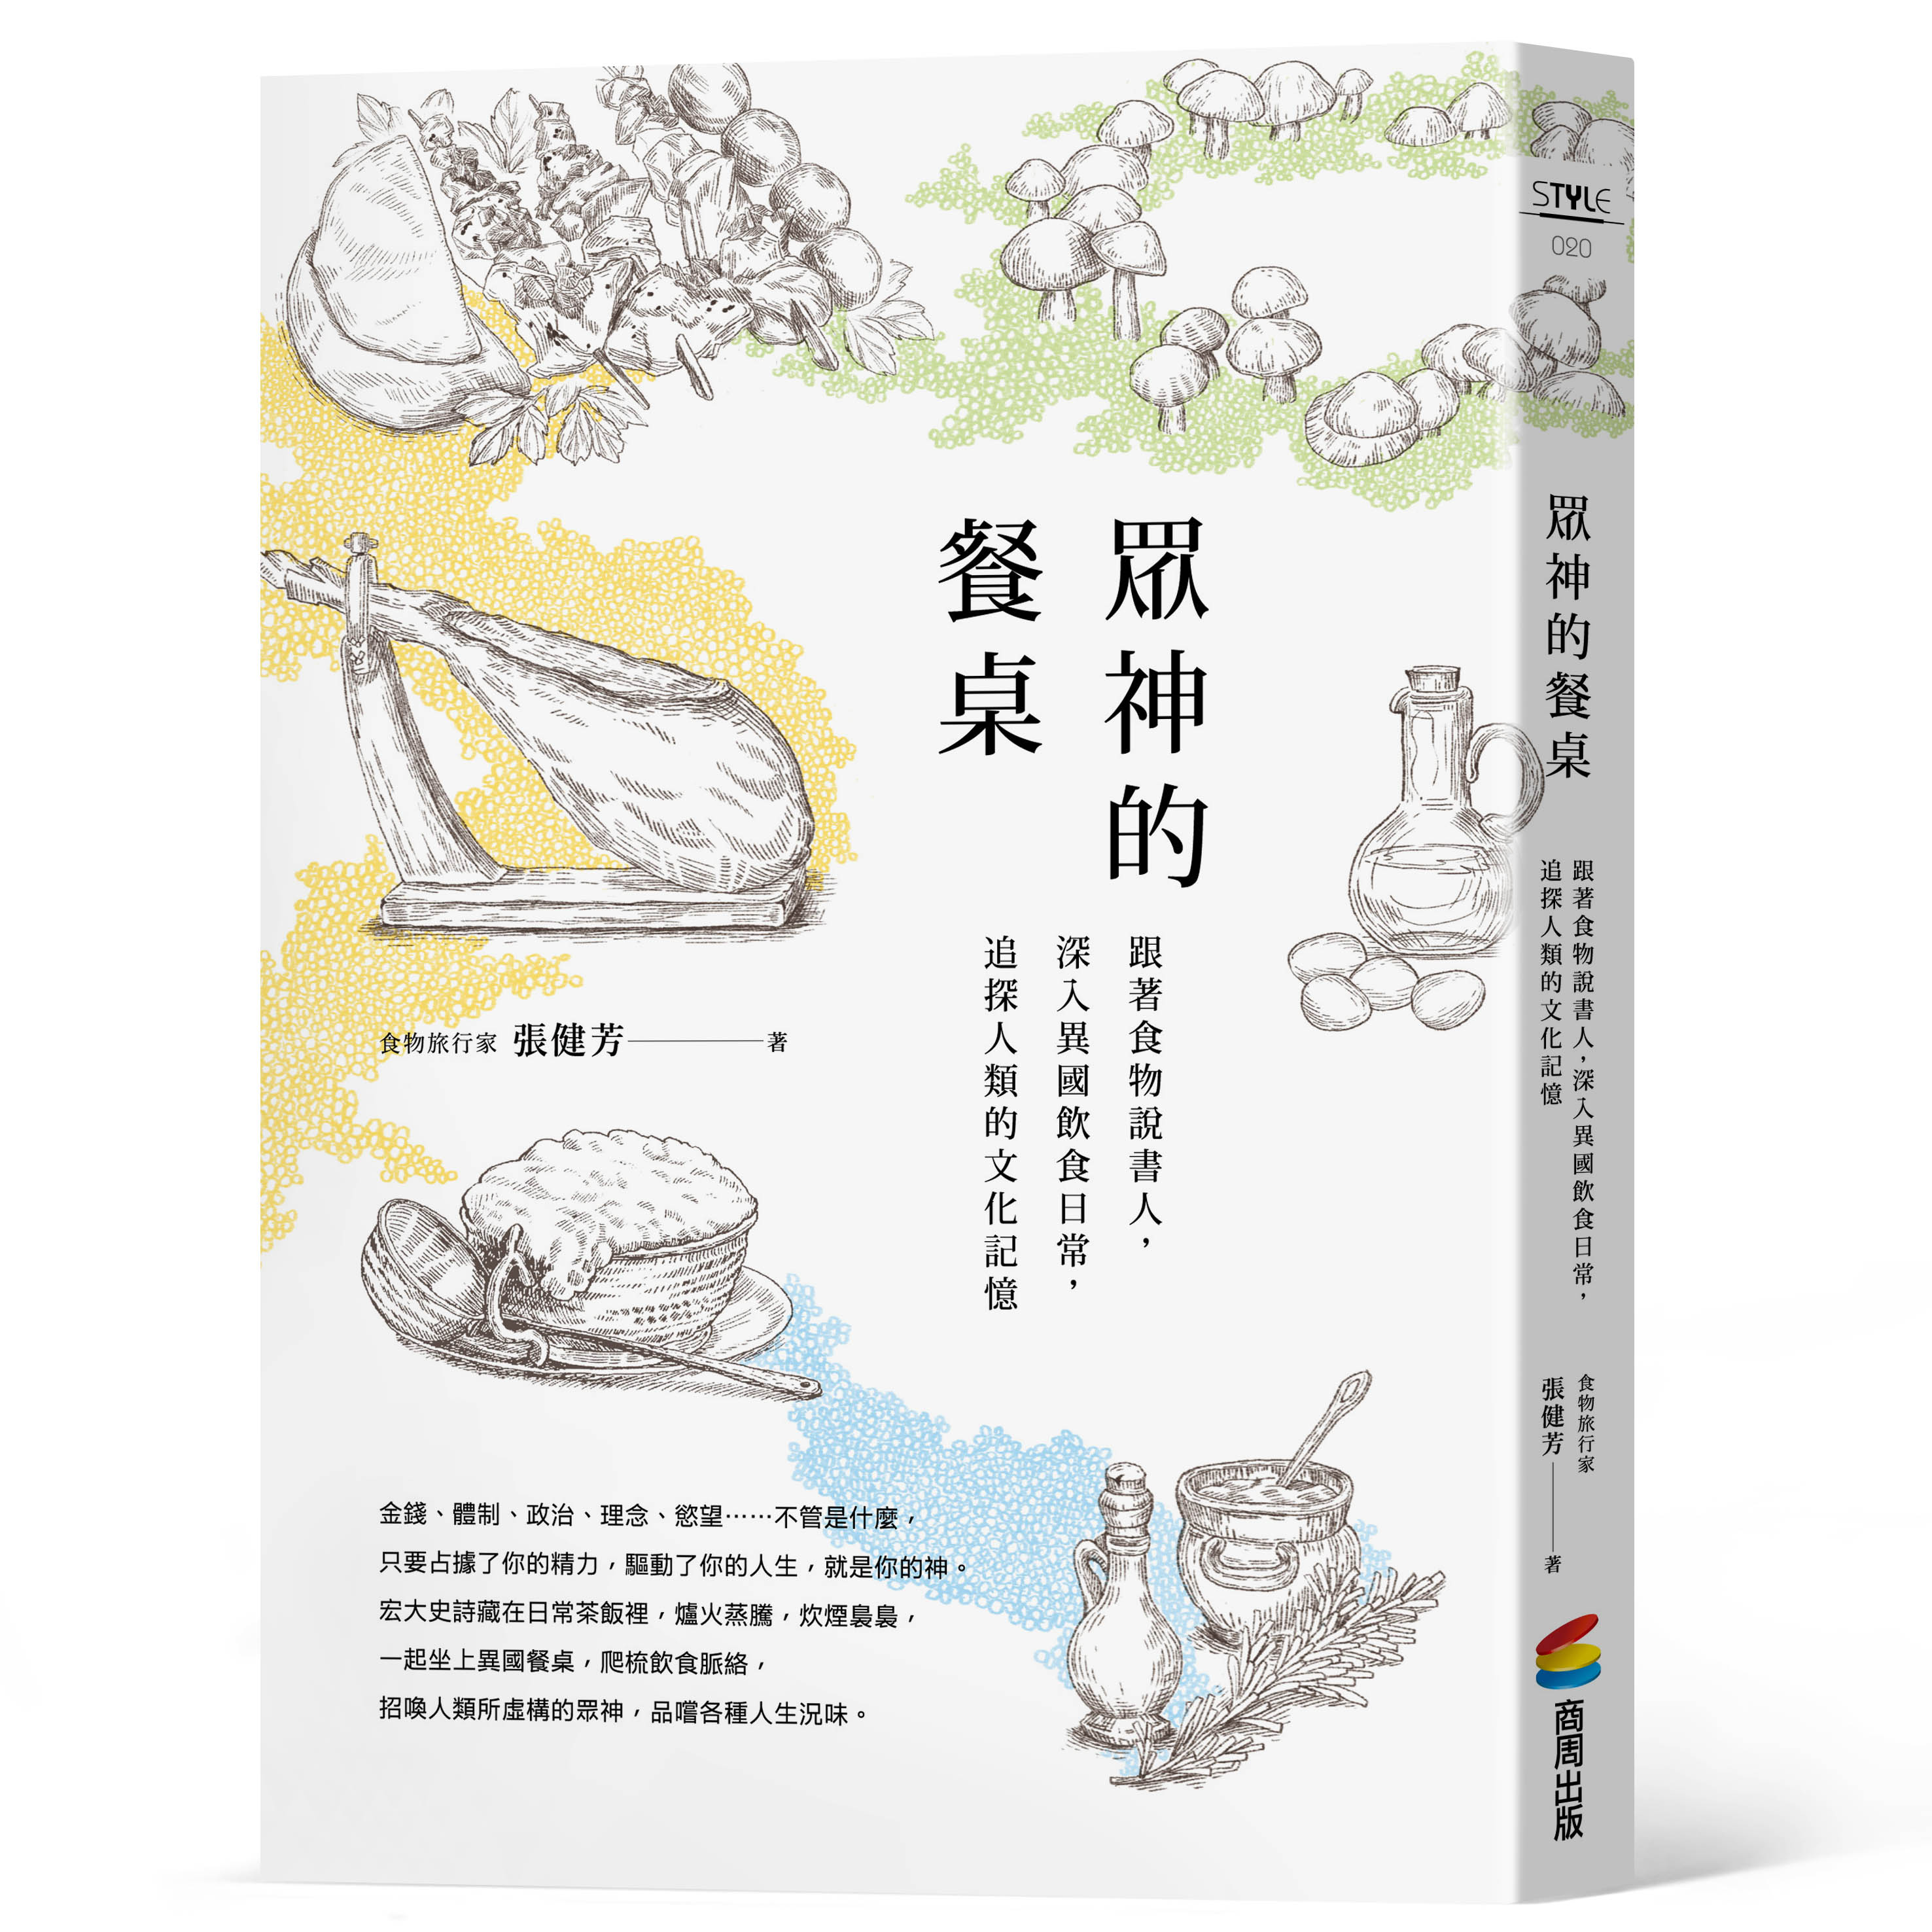 眾神的
餐桌
跟著食物說書人，
深入異國飲食日常，
追探人類的文化記憶
食物旅行家 張健芳 著
金錢、體制、政治、理念、慾望……不管是什麼，
只要占據了你的精力，驅動了你的人生，就是你的神。
宏大史詩藏在日常茶飯裡，爐火蒸騰，炊煙裊裊，
一起坐上異國餐桌，爬梳飲食脈絡，
招喚人類所虛構的眾神，品嚐各種人生況味。
STYLE
020
眾神的餐桌
跟著食物說書人，深入異國飲食日常，
追探人類的文化記憶
食物旅行家
張健芳 著
商周出版